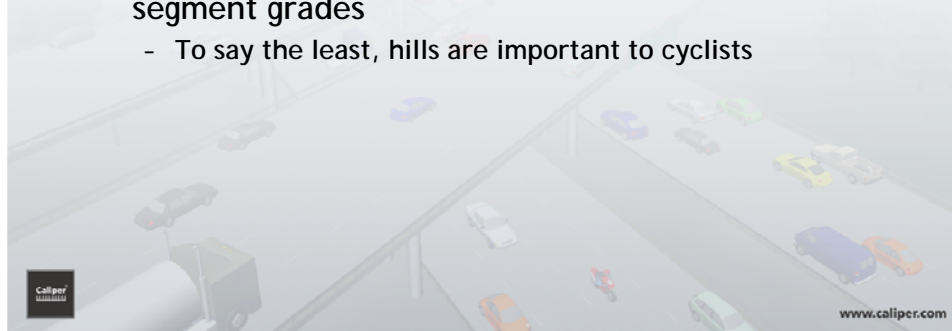 segment grades
- To say the least, hills are important to cyclists
Caliper
www.caliper.com